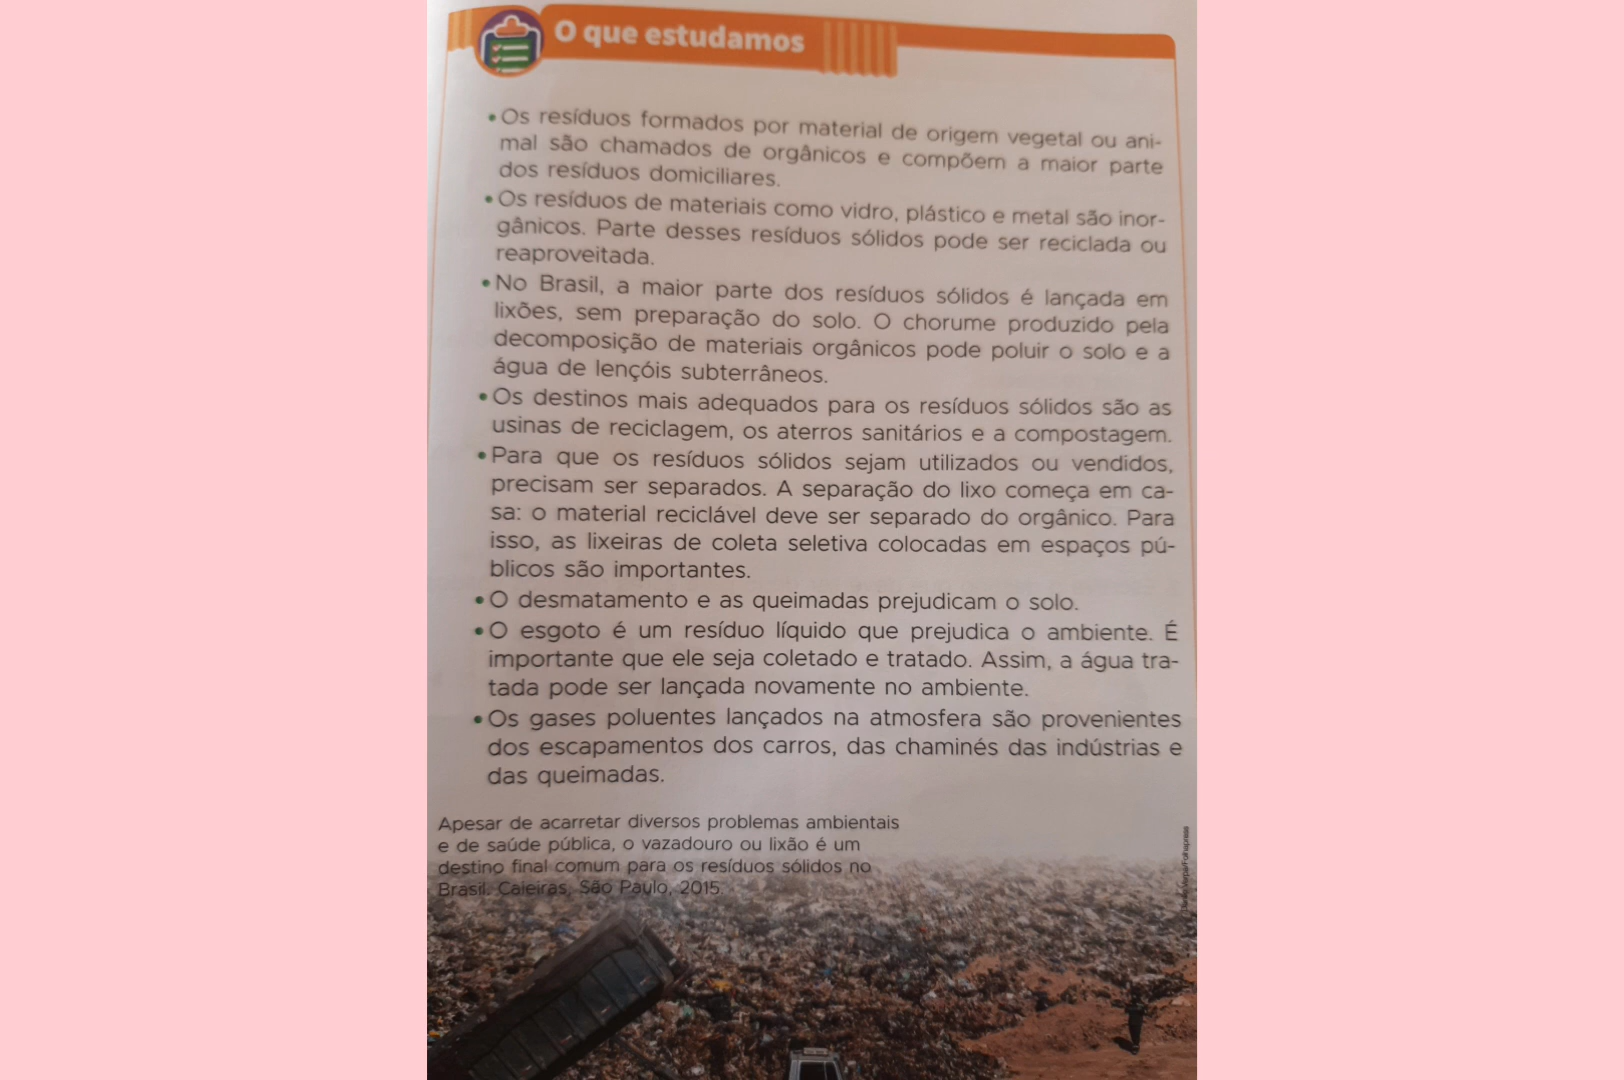 O que estudamos
• Os resíduos formados por material de origem vegetal ou ani-
mal são chamados de orgânicos e compõem a maior parte
dos resíduos domiciliares.
• Os resíduos de materiais como vidro, plástico e metal são inor-
gânicos. Parte desses resíduos sólidos pode ser reciclada ou
reaproveitada.
• No Brasil, a maior parte dos resíduos sólidos é lançada em
lixões, sem preparação do solo. O chorume produzido pela
decomposição de materiais orgânicos pode poluir o solo e a
água de lençóis subterrâneos.
• Os destinos mais adequados para os resíduos sólidos são as
usinas de reciclagem, os aterros sanitários e a compostagem.
• Para que os resíduos sólidos sejam utilizados ou vendidos,
precisam ser separados. A separação do lixo começa em ca-
sa: o material reciclável deve ser separado do orgânico. Para
isso, as lixeiras de coleta seletiva colocadas em espaços pú-
blicos são importantes.
• O desmatamento e as queimadas prejudicam o solo.
• O esgoto é um resíduo líquido que prejudica o ambiente. É
importante que ele seja coletado e tratado. Assim, a água tra-
tada pode ser lançada novamente no ambiente.
• Os gases poluentes lançados na atmosfera são provenientes
dos escapamentos dos carros, das chaminés das indústrias e
das queimadas.
Apesar de acarretar diversos problemas ambientais
e de saúde pública, o vazadouro ou lixão é um
destino final comum para os resíduos sólidos no
Brasil. Caieiras, São Paulo, 2015.